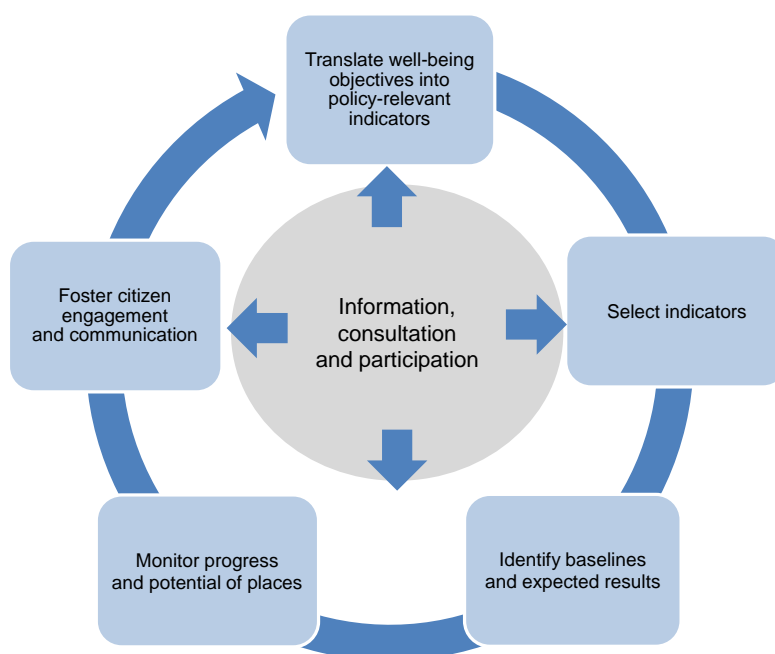 Translate well-being
objectives into
policy-relevant
indicators
Foster citizen
engagement
and communication
Information,
consultation
and participation
Select indicators
Monitor progress
and potential of places
Identify baselines
and expected results